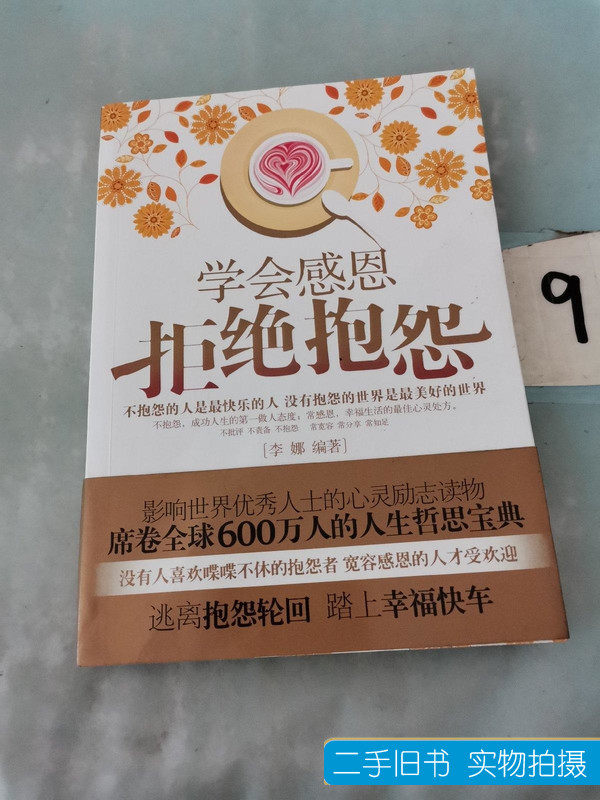 学会感恩
拒绝抱怨
不抱怨的人是最快乐的人 没有抱怨的世界是最美好的世界
不抱怨，成功人生的第一做人态度；常感恩，幸福生活的最佳心灵处方。
不批评 不责备 不抱怨 常宽容 常分享 常知足
[李 娜 编著]
9
影响世界优秀人士的心灵励志读物
席卷全球600万人的人生哲思宝典
没有人喜欢喋喋不休的抱怨者 宽容感恩的人才受欢迎
逃离抱怨轮回 踏上幸福快车
二手旧书 实物拍摄